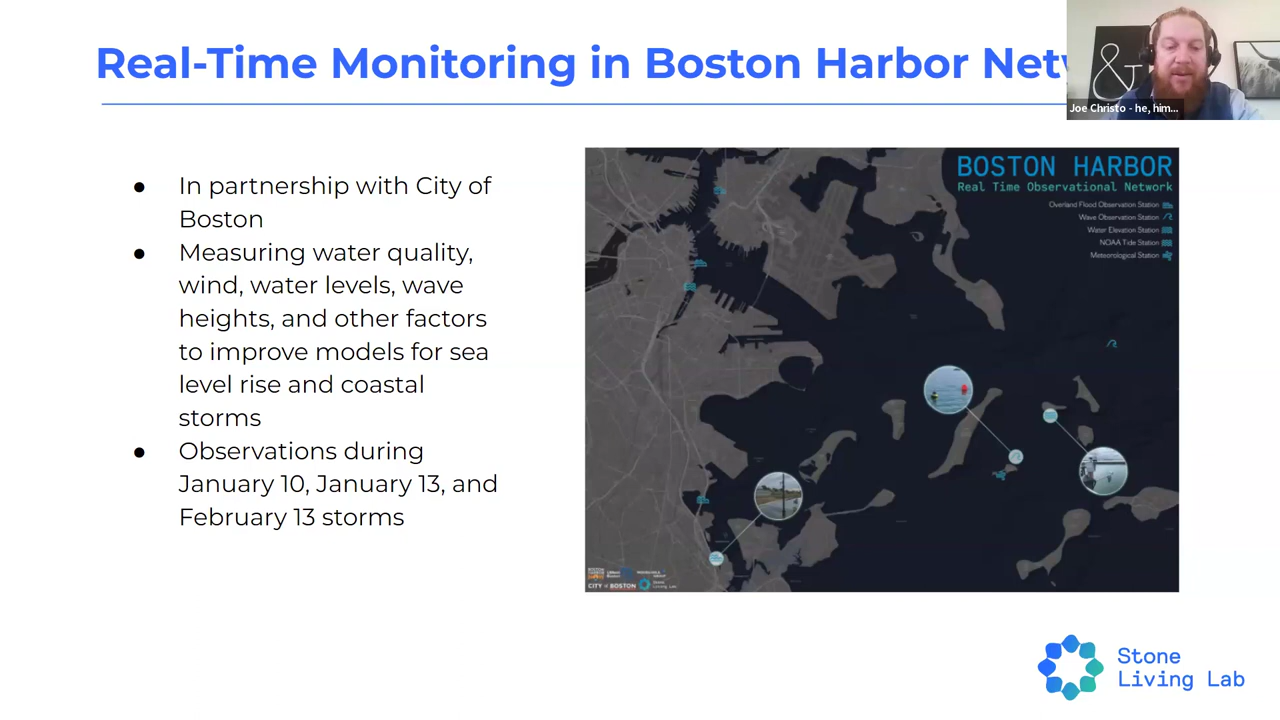 Real-Time Monitoring in Boston Harbor Netw
Joe Christo - he, him...
● In partnership with City of
Boston
● Measuring water quality,
wind, water levels, wave
heights, and other factors
to improve models for sea
level rise and coastal
storms
● Observations during
January 10, January 13, and
February 13 storms
BOSTON HARBOR
Real Time Observational Network
Overland Flood Observation Station
Wave Observation Station
Water Elevation Station
NOAA Tide Station
Meteorological Station
CITY of BOSTON
Stone
Living Lab
Stone
Living Lab